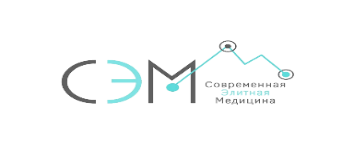 СЭМ
Современная
Элитная
Медицина